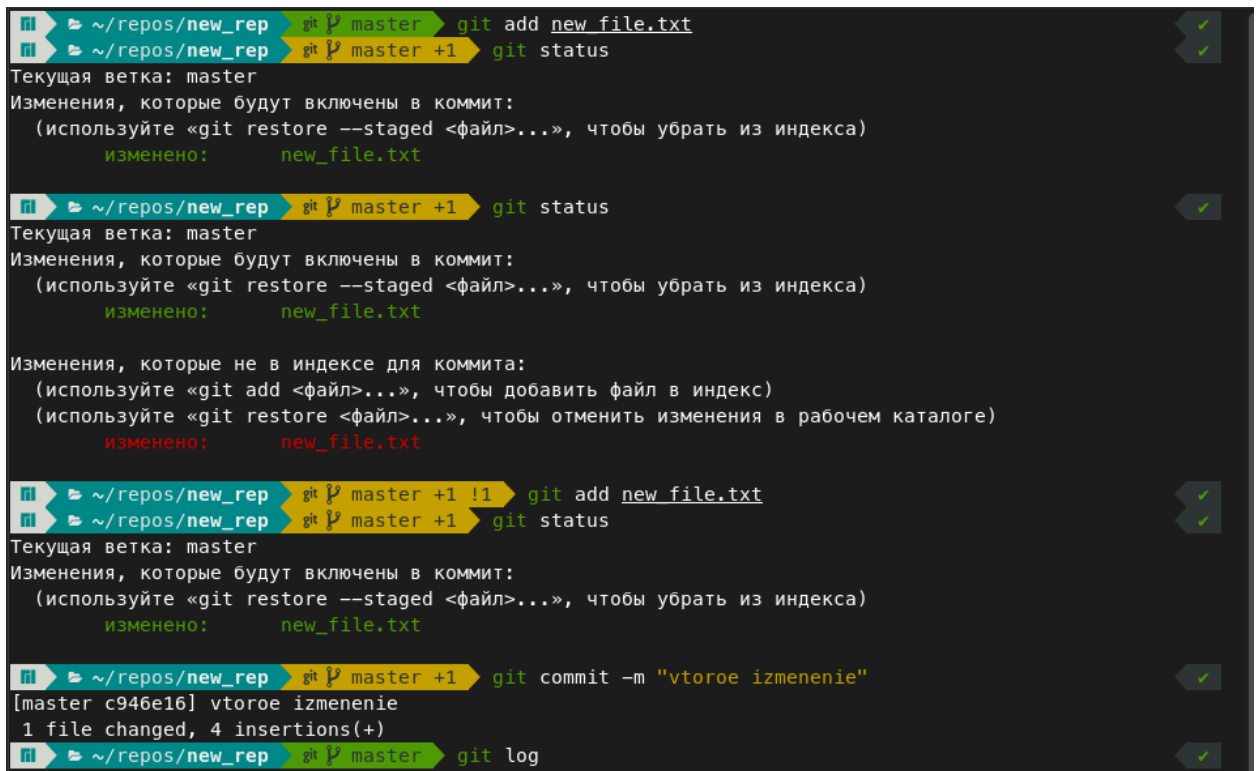 ~/repos/new_rep git master git add new_file.txt ✔
~/repos/new_rep git master +1 git status ✔
Текущая ветка: master
Изменения, которые будут включены в коммит:
(используйте «git restore --staged <файл>...», чтобы убрать из индекса)
изменено: new_file.txt
~/repos/new_rep git master +1 git status ✔
Текущая ветка: master
Изменения, которые будут включены в коммит:
(используйте «git restore --staged <файл>...», чтобы убрать из индекса)
изменено: new_file.txt
Изменения, которые не в индексе для коммита:
(используйте «git add <файл>...», чтобы добавить файл в индекс)
(используйте «git restore <файл>...», чтобы отменить изменения в рабочем каталоге)
изменено: new_file.txt
~/repos/new_rep git master +1 !1 git add new_file.txt ✔
~/repos/new_rep git master +1 git status ✔
Текущая ветка: master
Изменения, которые будут включены в коммит:
(используйте «git restore --staged <файл>...», чтобы убрать из индекса)
изменено: new_file.txt
~/repos/new_rep git master +1 git commit -m "vtoroe izmenenie" ✔
[master c946e16] vtoroe izmenenie
1 file changed, 4 insertions(+)
~/repos/new_rep git master git log ✔